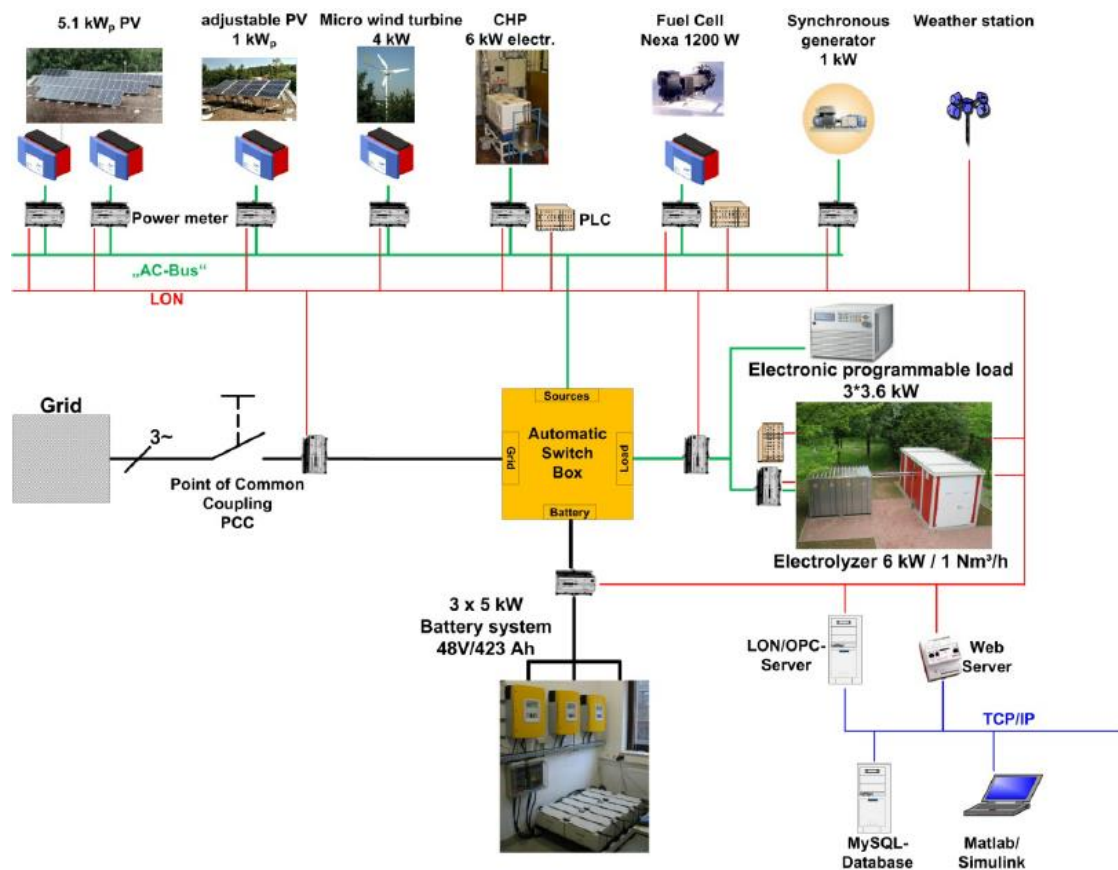 5.1 kWp PV
adjustable PV
1 kWp
Micro wind turbine
4 kW
CHP
6 kW electr.
Fuel Cell
Nexa 1200 W
Synchronous
generator
1 kW
Weather station
Power meter
PLC
„AC-Bus“
LON
Electronic programmable load
3*3.6 kW
Grid
3~
Point of Common
Coupling
PCC
Sources
Grid
Automatic
Switch
Box
Load
Battery
Electrolyzer 6 kW / 1 Nm³/h
3 x 5 kW
Battery system
48V/423 Ah
LON/OPC-
Server
Web
Server
TCP/IP
MySQL-
Database
Matlab/
Simulink